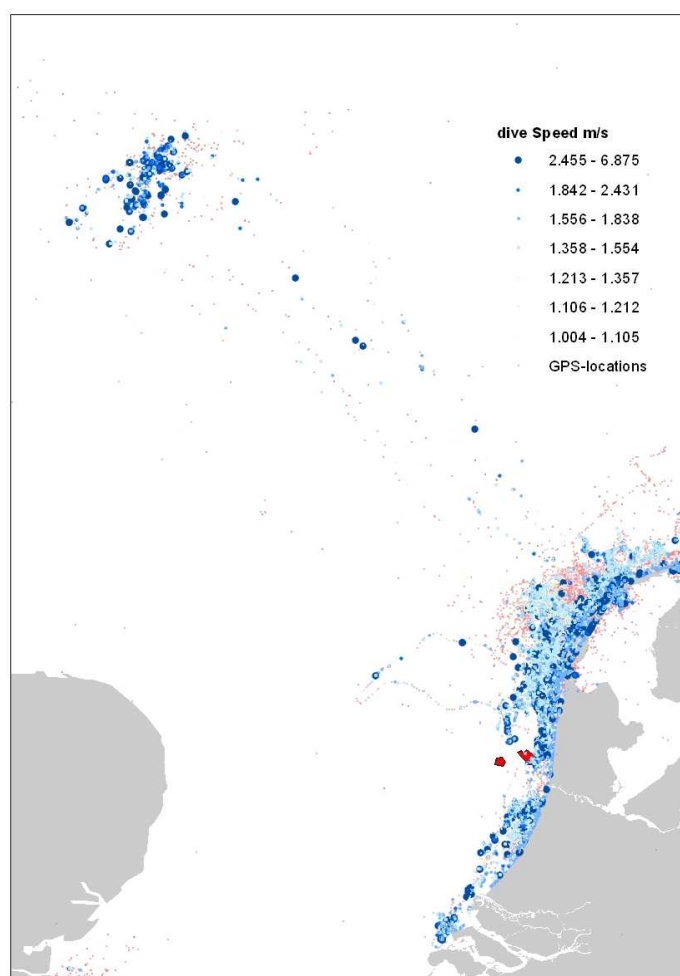 dive Speed m/s
2.455 - 6.875
1.842 - 2.431
1.556 - 1.838
1.358 - 1.554
1.213 - 1.357
1.106 - 1.212
1.004 - 1.105
GPS-locations